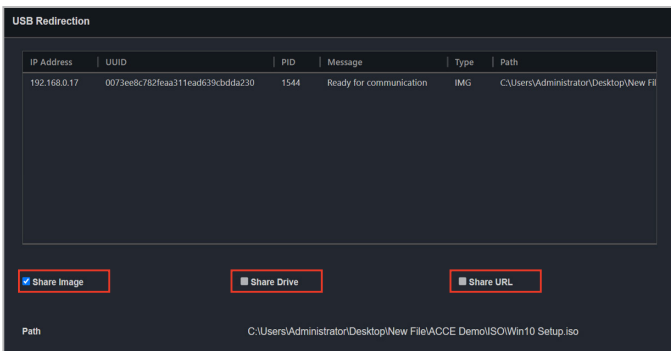 USB Redirection
IP Address UUID PID Message Type Path
192.168.0.17 0073ee8c782feaa311ead639cbdda230 1544 Ready for communication IMG C:\Users\Administrator\Desktop\New Fil
Share Image Share Drive Share URL
Path C:\Users\Administrator\Desktop\New File\ACCE Demo\ISO\Win10 Setup.iso